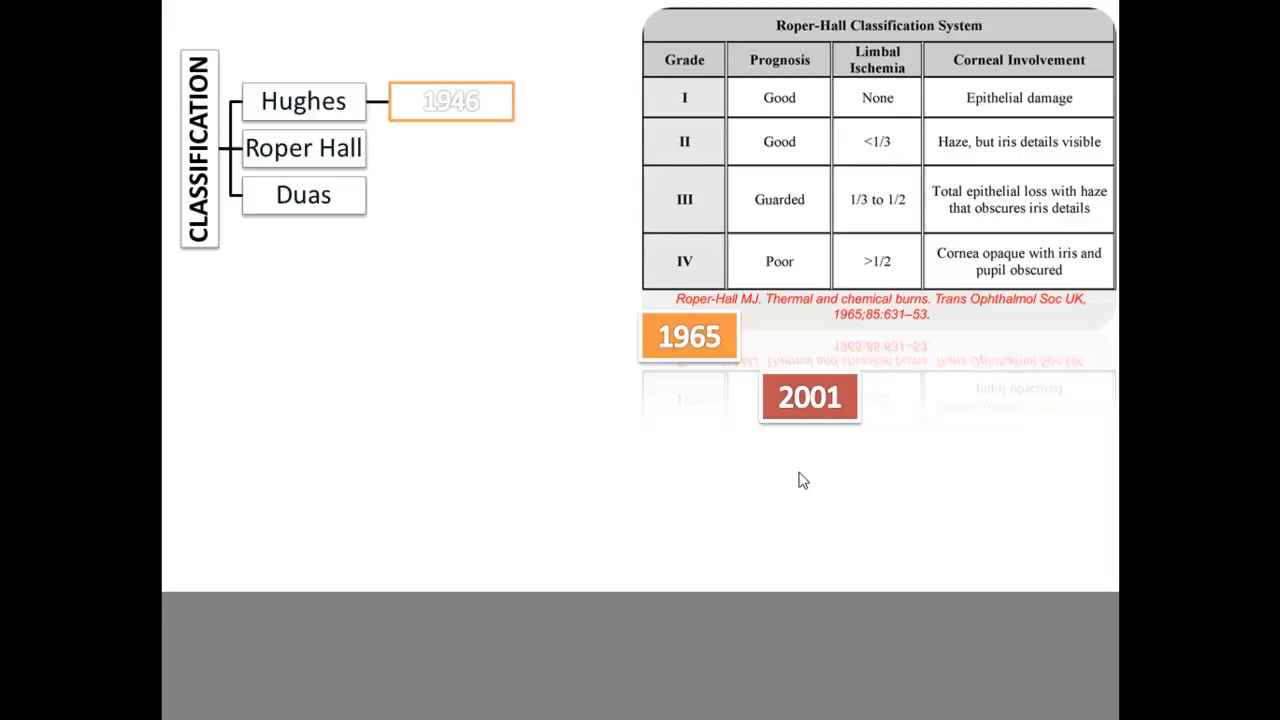 CLASSIFICATION
Hughes
1946
Roper Hall
Duas
Roper-Hall Classification System
Grade Prognosis Limbal Ischemia Corneal Involvement
I Good None Epithelial damage
II Good <1/3 Haze, but iris details visible
III Guarded 1/3 to 1/2 Total epithelial loss with haze that obscures iris details
IV Poor >1/2 Cornea opaque with iris and pupil obscured
Roper-Hall MJ. Thermal and chemical burns. Trans Ophthalmol Soc UK,
1965;85:631–53.
1965
2001